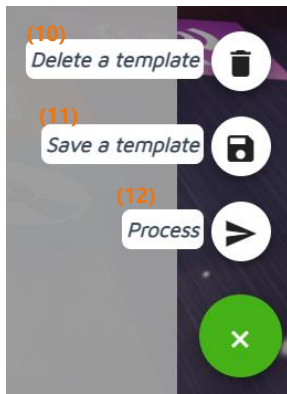 (10)
Delete a template
(11)
Save a template
(12)
Process